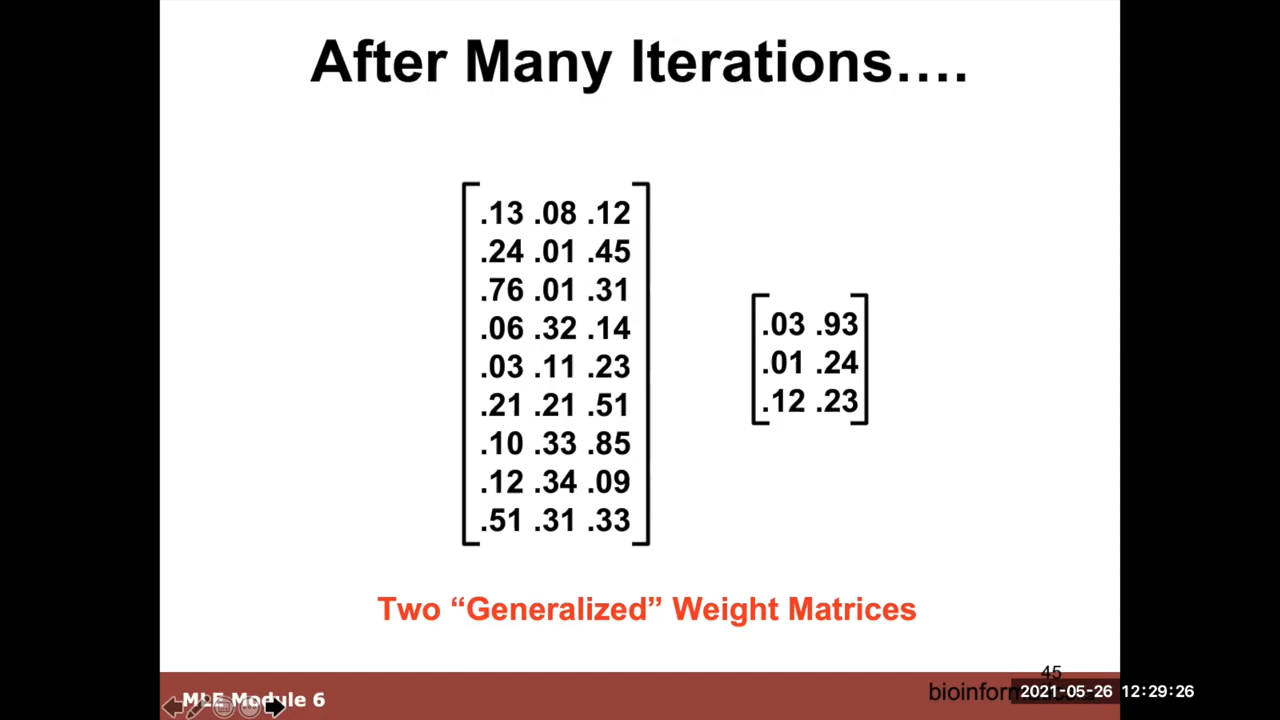 After Many Iterations….
.13 .08 .12
.24 .01 .45
.76 .01 .31
.06 .32 .14
.03 .11 .23
.21 .21 .51
.10 .33 .85
.12 .34 .09
.51 .31 .33
.03 .93
.01 .24
.12 .23
Two “Generalized” Weight Matrices
MLE Module 6
45
2021-05-26 12:29:26